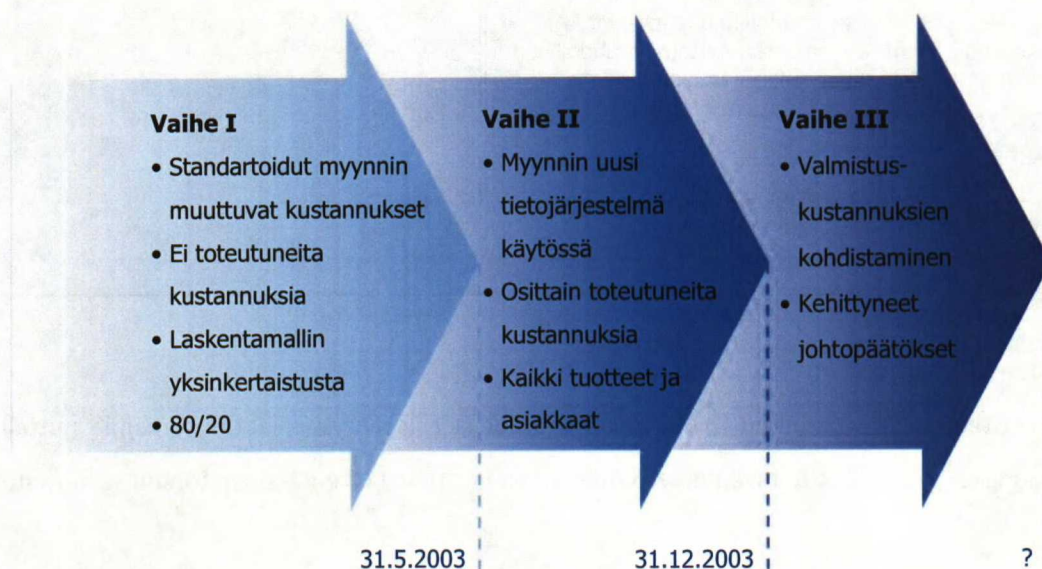 Vaihe I
• Standartoidut myynnin
muuttuvat kustannukset
• Ei toteutuneita
kustannuksia
• Laskentamallin
yksinkertaistusta
• 80/20
Vaihe II
• Myynnin uusi
tietojärjestelmä
käytössä
• Osittain toteutuneita
kustannuksia
• Kaikki tuotteet ja
asiakkaat
Vaihe III
• Valmistus-
kustannuksien
kohdistaminen
• Kehittyneet
johtopäätökset
31.5.2003
31.12.2003
?